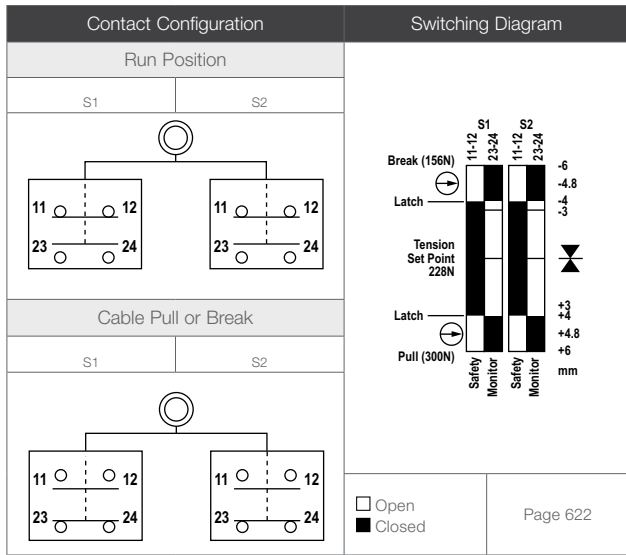 Contact Configuration
Switching Diagram
Run Position
S1 S2
11 12 11 12
23 24 23 24
Cable Pull or Break
S1 S2
11 12 11 12
23 24 23 24
S1 S2
11-12 23-24 11-12 23-24
Break (156N)
Latch
Tension
Set Point
228N
Latch
Pull (300N)
-6
-4.8
-4
-3
+3
+4
+4.8
+6
mm
Safety Monitor Safety Monitor
Open
Closed
Page 622